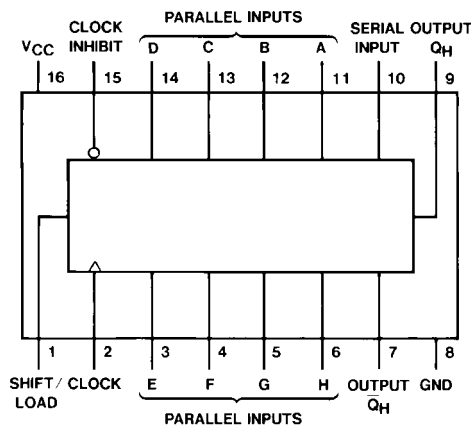 PARALLEL INPUTS
CLOCK INHIBIT
SERIAL INPUT
OUTPUT QH
VCC D C B A
16 15 14 13 12 11 10 9
1 2 3 4 5 6 7 8
SHIFT/ LOAD
CLOCK
E F G H
OUTPUT Q̅H
GND
PARALLEL INPUTS